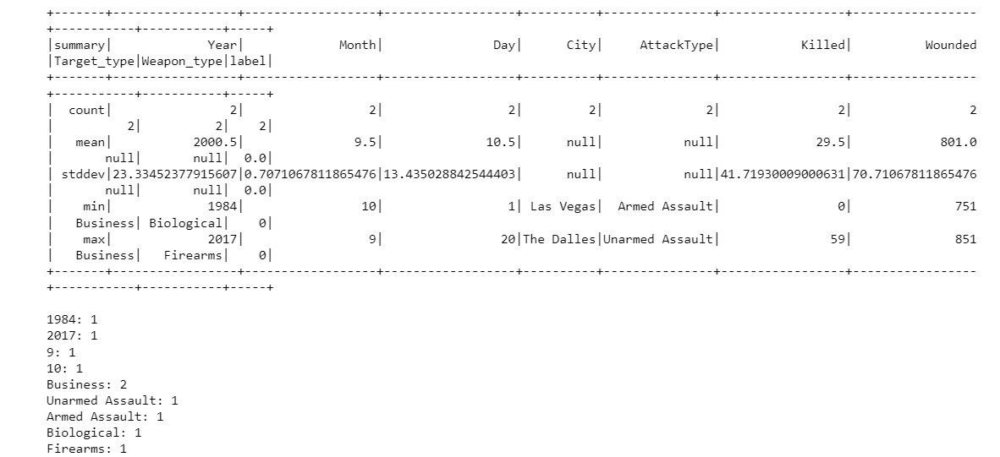 +-------+-----------------+------------------+------------------+----------+---------------+-----------------+-----------------
+-----------+-----------+-----+
|summary|             Year|             Month|               Day|      City|     AttackType|           Killed|          Wounded
|Target_type|Weapon_type|label|
+-------+-----------------+------------------+------------------+----------+---------------+-----------------+-----------------
+-----------+-----------+-----+
|  count|                2|                 2|                 2|         2|              2|                2|                2
|          2|          2|    2|
|   mean|           2000.5|               9.5|              10.5|      null|           null|             29.5|            801.0
|       null|       null|  0.0|
| stddev|23.33452377915607|0.7071067811865476|13.435028842544403|      null|           null|41.71930009000631|70.71067811865476
|       null|       null|  0.0|
|    min|             1984|                10|                 1| Las Vegas|  Armed Assault|                0|              751
|   Business| Biological|    0|
|    max|             2017|                 9|                20|The Dalles|Unarmed Assault|               59|              851
|   Business|   Firearms|    0|
+-------+-----------------+------------------+------------------+----------+---------------+-----------------+-----------------
+-----------+-----------+-----+
1984: 1
2017: 1
9: 1
10: 1
Business: 2
Unarmed Assault: 1
Armed Assault: 1
Biological: 1
Firearms: 1